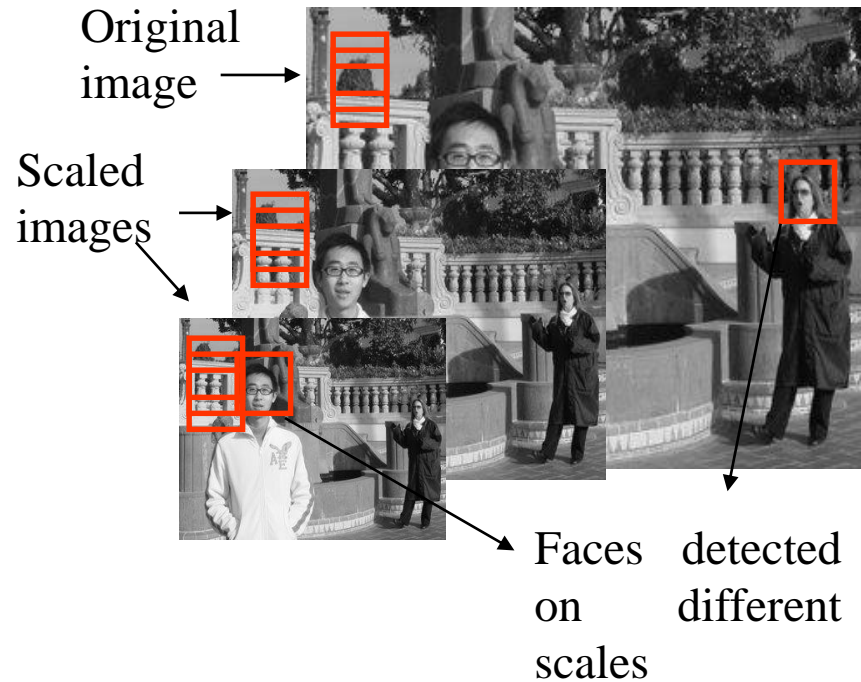 Original
image
Scaled
images
Faces detected
on different
scales
A E